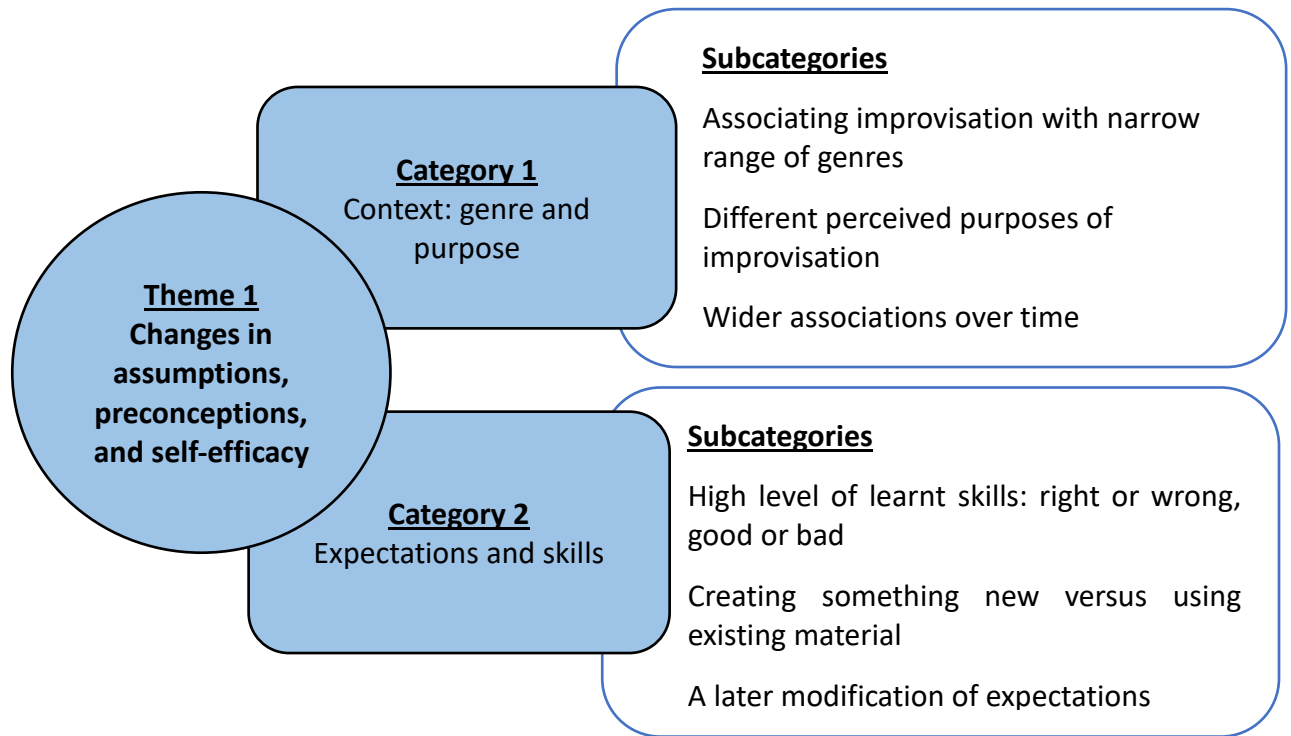 Theme 1
Changes in
assumptions,
preconceptions,
and self-efficacy
Category 1
Context: genre and
purpose
Subcategories
Associating improvisation with narrow
range of genres
Different perceived purposes of
improvisation
Wider associations over time
Category 2
Expectations and skills
Subcategories
High level of learnt skills: right or wrong,
good or bad
Creating something new versus using
existing material
A later modification of expectations